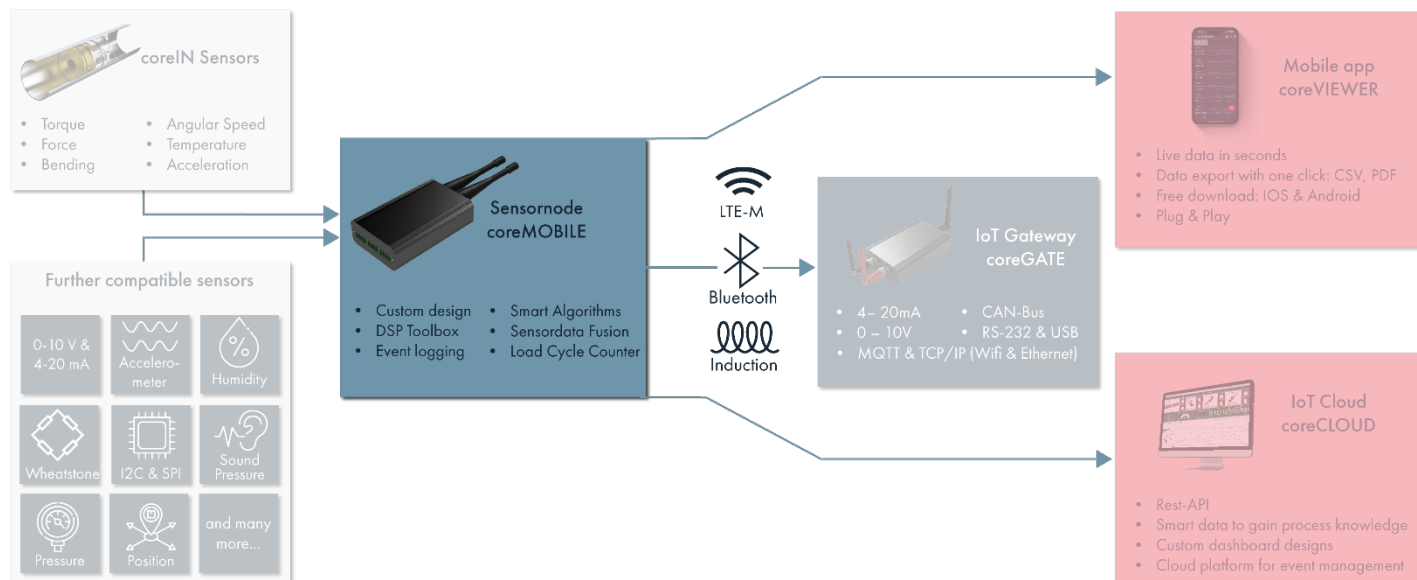 coreIN Sensors
• Torque
• Force
• Bending
• Angular Speed
• Temperature
• Acceleration
Further compatible sensors
0-10 V &
4-20 mA
Accelero-
meter
Humidity
Wheatstone
I2C & SPI
Sound
Pressure
Pressure
Position
and many
more...
Sensornode
coreMOBILE
• Custom design
• DSP Toolbox
• Event logging
• Smart Algorithms
• Sensordata Fusion
• Load Cycle Counter
LTE-M
Bluetooth
Induction
IoT Gateway
coreGATE
• 4– 20mA
• 0 – 10V
• CAN-Bus
• RS-232 & USB
• MQTT & TCP/IP (Wifi & Ethernet)
Mobile app
coreVIEWER
• Live data in seconds
• Data export with one click: CSV, PDF
• Free download: IOS & Android
• Plug & Play
IoT Cloud
coreCLOUD
• Rest-API
• Smart data to gain process knowledge
• Custom dashboard designs
• Cloud platform for event management